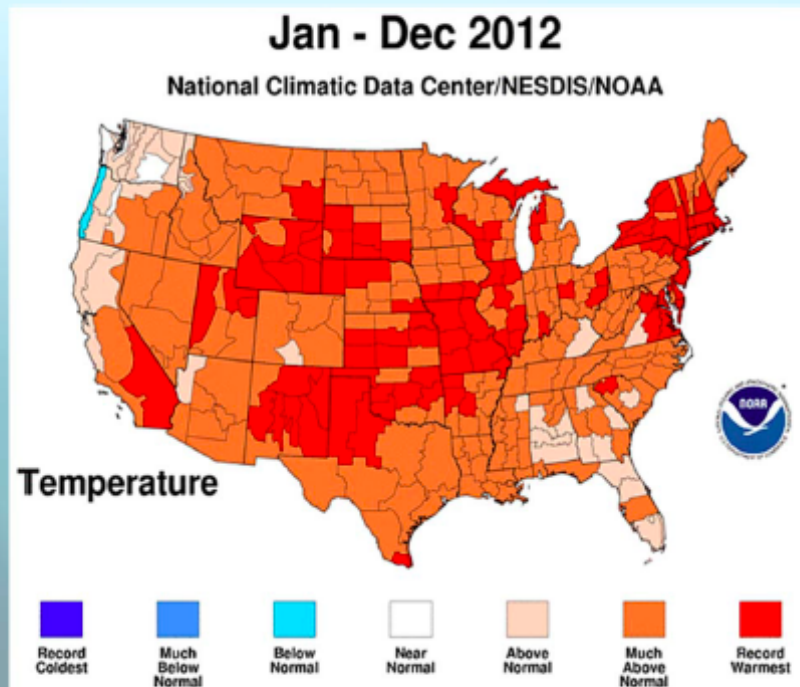 Jan - Dec 2012
National Climatic Data Center/NESDIS/NOAA
NOAA
Temperature
Record
Coldest
Much
Below
Normal
Below
Normal
Near
Normal
Above
Normal
Much
Above
Normal
Record
Warmest